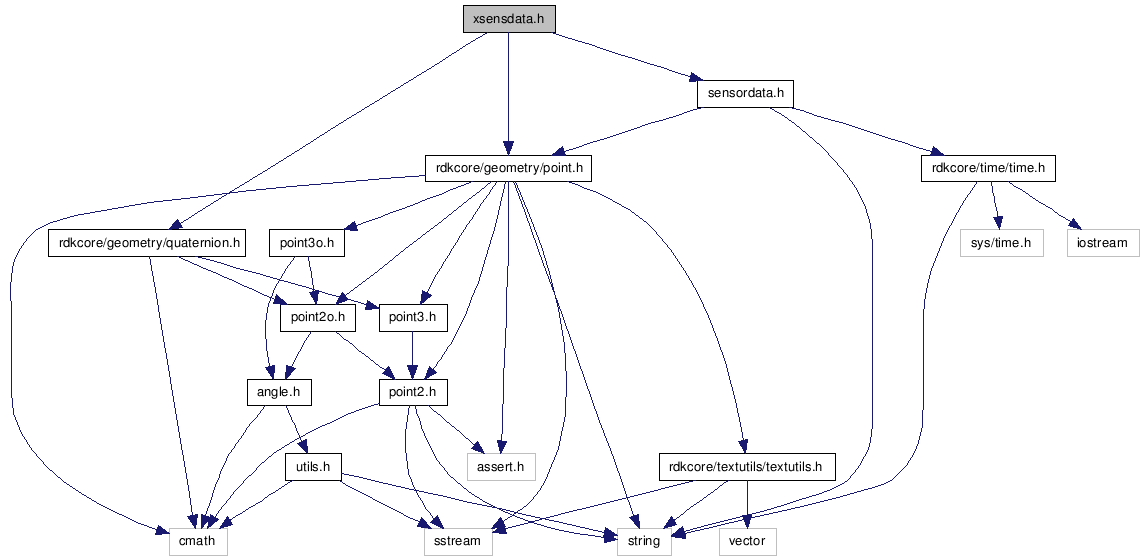 xsensdata.h
sensordata.h
rdkcore/geometry/point.h
rdkcore/time/time.h
rdkcore/geometry/quaternion.h
point3o.h
sys/time.h
iostream
point2o.h
point3.h
angle.h
point2.h
utils.h
assert.h
rdkcore/textutils/textutils.h
cmath
sstream
string
vector